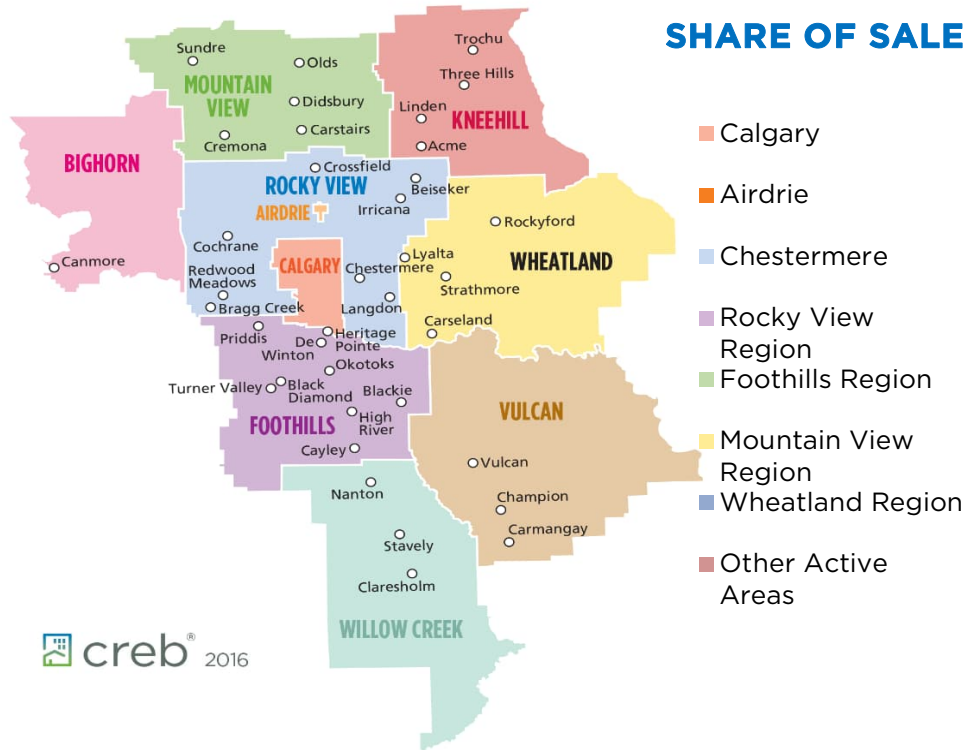 SHARE OF SALE
Sundre
Olds
MOUNTAIN
VIEW
Didsbury
Carstairs
Cremona
Trochu
Three Hills
Linden
KNEEHILL
Acme
BIGHORN
Canmore
Crossfield
ROCKY VIEW
Beiseker
AIRDRIE
Irricana
Cochrane
CALGARY
Redwood
Meadows
Bragg Creek
Chestermere
Langdon
Rockyford
Lyalta
WHEATLAND
Strathmore
Carseland
Priddis
Heritage
Pointe
De
Winton
Okotoks
Turner Valley
Black
Diamond
Blackie
FOOTHILLS
High
River
Cayley
VULCAN
Vulcan
Champion
Carmangay
Nanton
Stavely
Claresholm
WILLOW CREEK
creb® 2016
Calgary
Airdrie
Chestermere
Rocky View
Region
Foothills Region
Mountain View
Region
Wheatland Region
Other Active
Areas